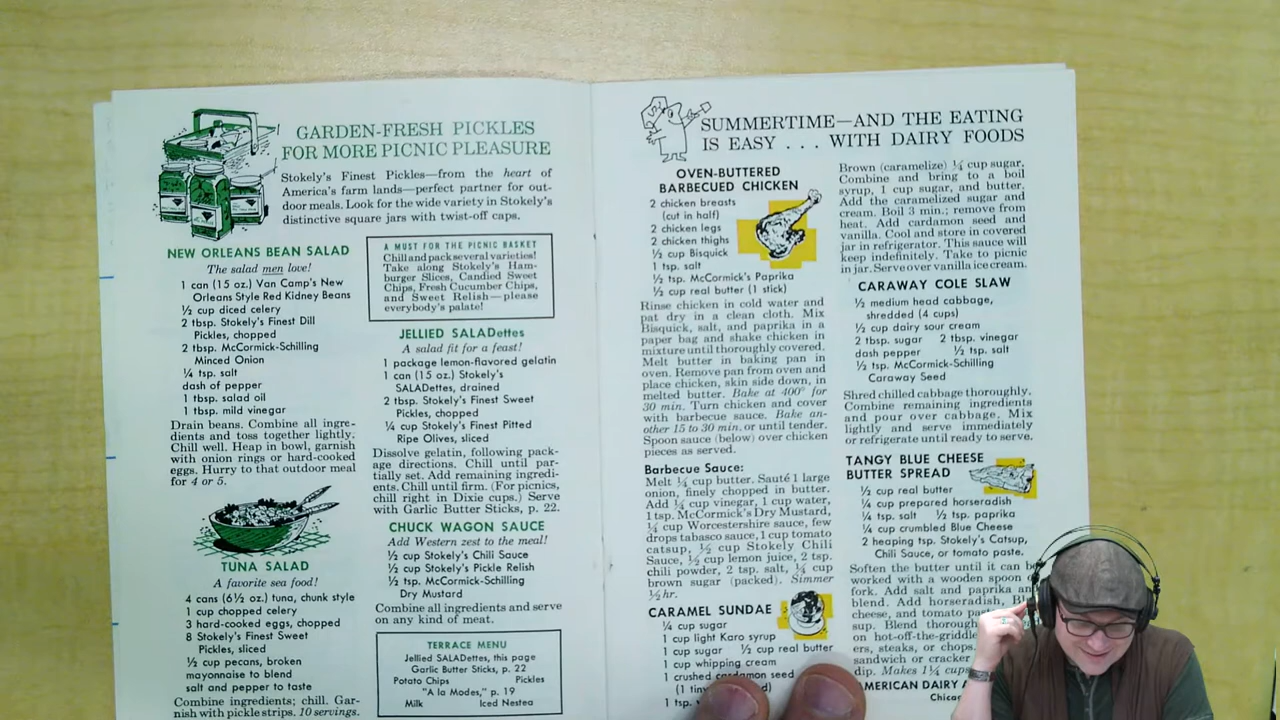 GARDEN-FRESH PICKLES
FOR MORE PICNIC PLEASURE
Stokely's Finest Pickles—from the heart of
America's farm lands—perfect partner for out-
door meals. Look for the wide variety in Stokely's
distinctive square jars with twist-off caps.
NEW ORLEANS BEAN SALAD
The salad men love!
1 can (15 oz.) Van Camp's New
Orleans Style Red Kidney Beans
½ cup diced celery
2 tbsp. Stokely's Finest Dill
Pickles, chopped
2 tbsp. McCormick-Schilling
Minced Onion
¼ tsp. salt
dash of pepper
1 tbsp. salad oil
1 tbsp. mild vinegar
Drain beans. Combine all ingre-
dients and toss together lightly.
Chill well. Heap in bowl, garnish
with onion rings or hard-cooked
eggs. Hurry to that outdoor meal
for 4 or 5.
TUNA SALAD
A favorite sea food!
4 cans (6½ oz.) tuna, chunk style
1 cup chopped celery
3 hard-cooked eggs, chopped
8 Stokely's Finest Sweet
Pickles, sliced
½ cup pecans, broken
mayonnaise to blend
salt and pepper to taste
Combine ingredients; chill. Gar-
nish with pickle strips. 10 servings.
A MUST FOR THE PICNIC BASKET
Chill and pack several varieties!
Take along Stokely's Ham-
burger Slices, Candied Sweet
Chips, Fresh Cucumber Chips,
and Sweet Relish—please
everybody's palate!
JELLIED SALADettes
A salad fit for a feast!
1 package lemon-flavored gelatin
1 can (15 oz.) Stokely's
SALADettes, drained
2 tbsp. Stokely's Finest Sweet
Pickles, chopped
¼ cup Stokely's Finest Pitted
Ripe Olives, sliced
Dissolve gelatin, following pack-
age directions. Chill until par-
tially set. Add remaining ingredi-
ents. Chill until firm. (For picnics,
chill right in Dixie cups.) Serve
with Garlic Butter Sticks, p. 22.
CHUCK WAGON SAUCE
Add Western zest to the meal!
½ cup Stokely's Chili Sauce
½ cup Stokely's Pickle Relish
½ tsp. McCormick-Schilling
Dry Mustard
Combine all ingredients and serve
on any kind of meat.
TERRACE MENU
Jellied SALADettes, this page
Garlic Butter Sticks, p. 22
Potato Chips Pickles
"A la Modes," p. 19
Milk Iced Nestea
SUMMERTIME—AND THE EATING
IS EASY . . . WITH DAIRY FOODS
OVEN-BUTTERED
BARBECUED CHICKEN
2 chicken breasts
(cut in half)
2 chicken legs
2 chicken thighs
½ cup Bisquick
1 tsp. salt
½ tsp. McCormick's Paprika
½ cup real butter (1 stick)
Rinse chicken in cold water and
pat dry in a clean cloth. Mix
Bisquick, salt, and paprika in a
paper bag and shake chicken in
mixture until thoroughly covered.
Melt butter in baking pan in
oven. Remove pan from oven and
place chicken, skin side down, in
melted butter. Bake at 400° for
30 min. Turn chicken and cover
with barbecue sauce. Bake an-
other 15 to 30 min. or until tender.
Spoon sauce (below) over chicken
pieces as served.
Barbecue Sauce:
Melt ¼ cup butter. Sauté 1 large
onion, finely chopped in butter.
Add ¼ cup vinegar, 1 cup water,
1 tsp. McCormick's Dry Mustard,
¼ cup Worcestershire sauce, few
drops tabasco sauce, 1 cup tomato
catsup, ½ cup Stokely Chili
Sauce, ½ cup lemon juice, 2 tsp.
chili powder, 2 tsp. salt, ¼ cup
brown sugar (packed). Simmer
½ hr.
CARAMEL SUNDAE
¼ cup sugar
1 cup light Karo syrup
1 cup sugar ½ cup real butter
1 cup whipping cream
1 crushed cardamon seed
(1 tiny
1 tsp.
Brown (caramelize) ¼ cup sugar.
Combine and bring to a boil
syrup, 1 cup sugar, and butter.
Add the caramelized sugar and
cream. Boil 3 min.; remove from
heat. Add cardamon seed and
vanilla. Cool and store in covered
jar in refrigerator. This sauce will
keep indefinitely. Take to picnic
in jar. Serve over vanilla ice cream.
CARAWAY COLE SLAW
½ medium head cabbage,
shredded (4 cups)
½ cup dairy sour cream
2 tbsp. sugar 2 tbsp. vinegar
dash pepper ½ tsp. salt
½ tsp. McCormick-Schilling
Caraway Seed
Shred chilled cabbage thoroughly.
Combine remaining ingredients
and pour over cabbage. Mix
lightly and serve immediately
or refrigerate until ready to serve.
TANGY BLUE CHEESE
BUTTER SPREAD
½ cup real butter
¼ cup prepared horseradish
¼ tsp. salt ½ tsp. paprika
¼ cup crumbled Blue Cheese
2 heaping tsp. Stokely's Catsup,
Chili Sauce, or tomato paste.
Soften the butter until it can be
worked with a wooden spoon
fork. Add salt and paprika
blend. Add horseradish,
cheese, and tomato
sup. Blend
on hot-off-the-griddle
ers, steaks, or chops.
sandwich or cracker
dip. Makes 1¼ cups
AMERICAN DAIRY